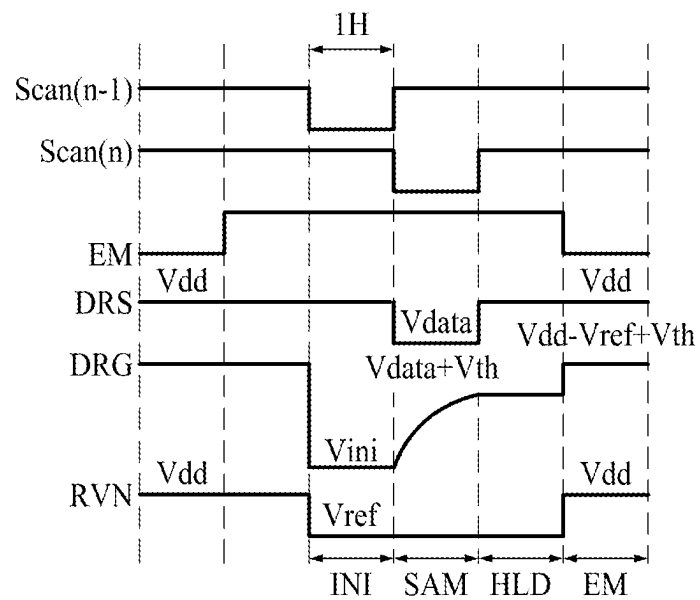 1H
Scan(n-1)
Scan(n)
EM
Vdd Vdd
DRS
Vdata
Vdd-Vref+Vth
DRG
Vdata+Vth
Vini
Vdd Vdd
RVN
Vref
INI SAM HLD EM